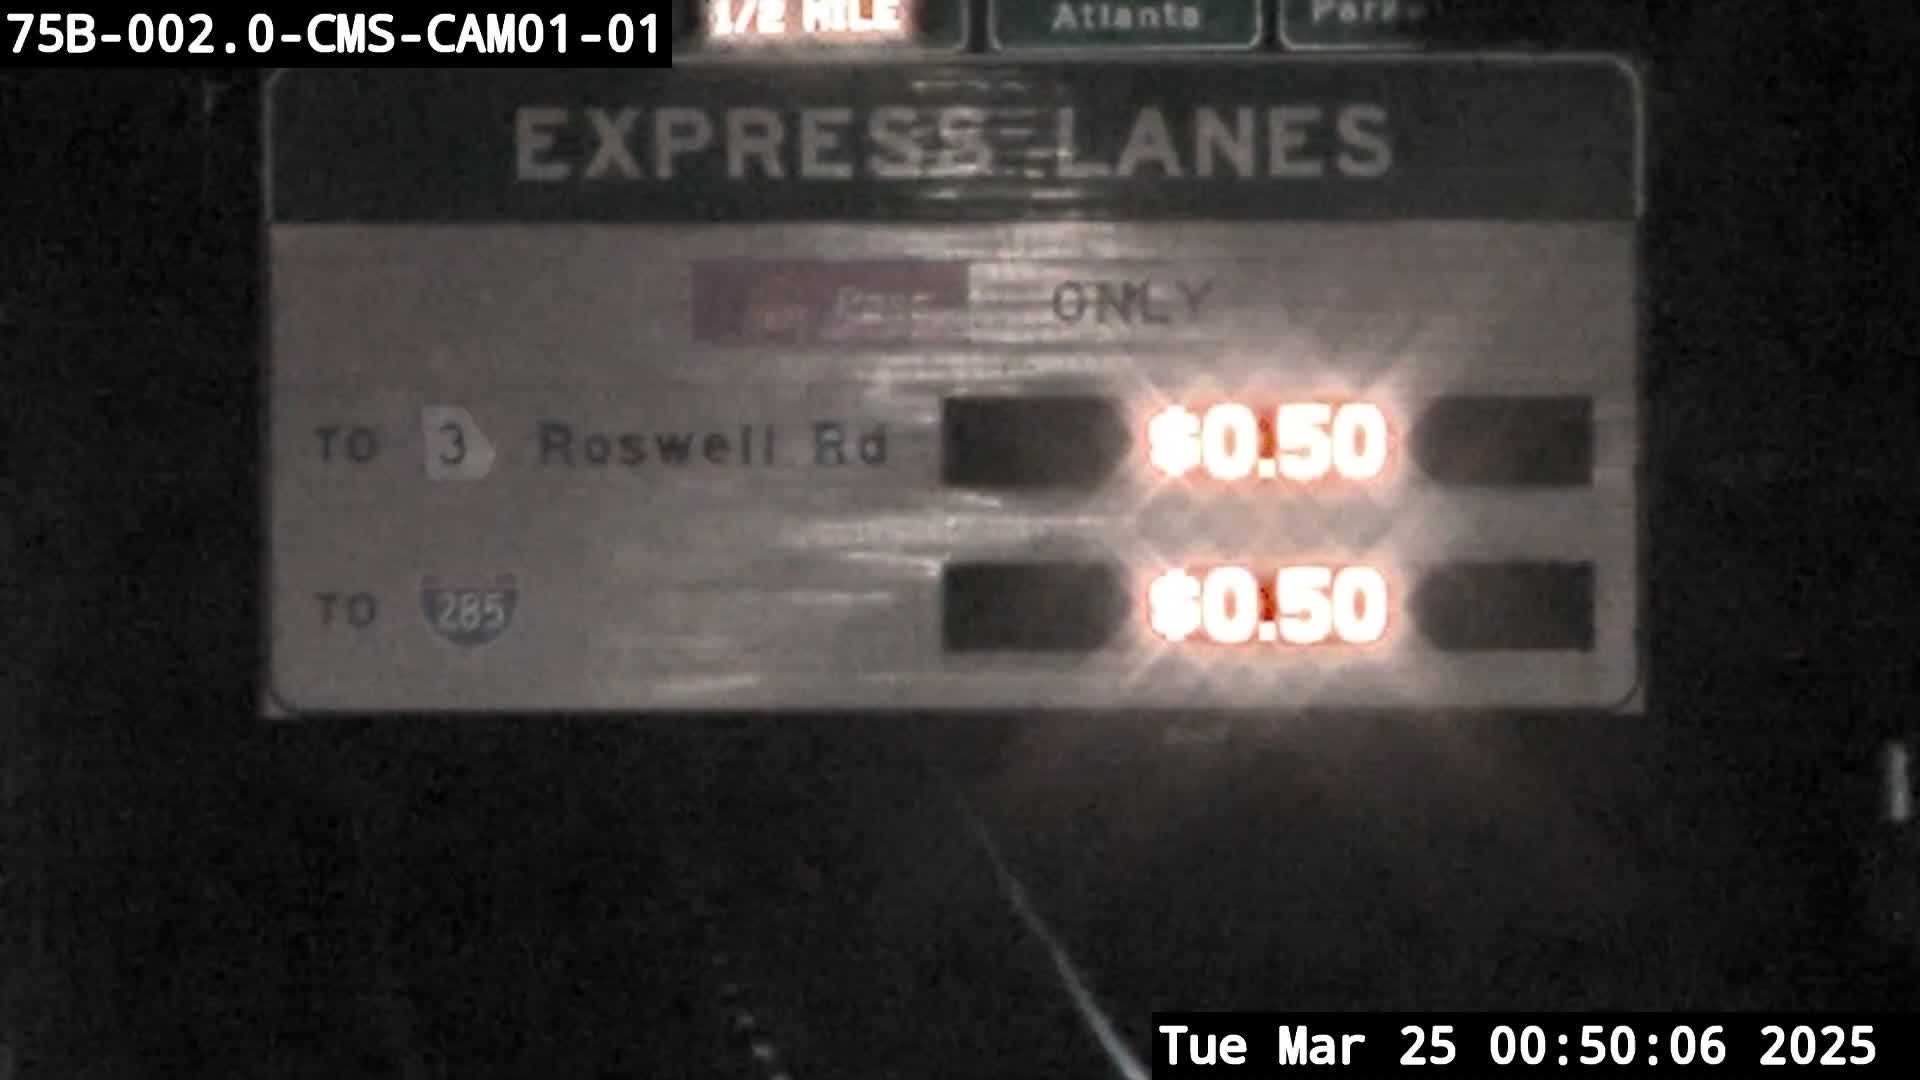 75B-002.0-CMS-CAM01-01
1/2 MILE
Atlanta
EXPRESS LANES
Pass ONLY
TO 3 Roswell Rd $0.50
TO 285 $0.50
Tue Mar 25 00:50:06 2025